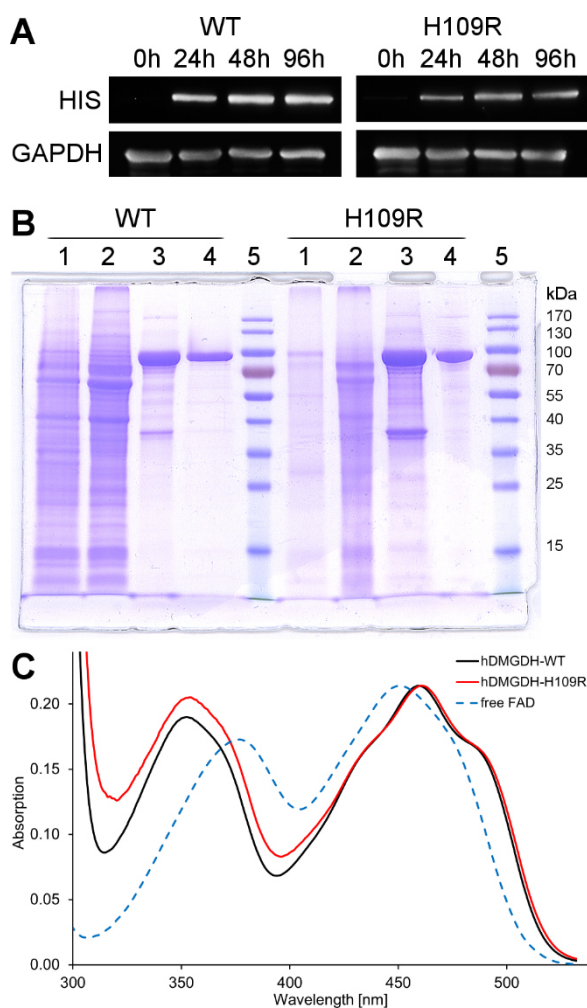 A
WT H109R
0h 24h 48h 96h 0h 24h 48h 96h
HIS
GAPDH
B
WT H109R
1 2 3 4 5 1 2 3 4 5
kDa
170
130
100
70
55
40
35
25
15
C
hDMGDH-WT
hDMGDH-H109R
free FAD
0.20
0.15
0.10
0.05
0.00
Absorption
300 350 400 450 500
Wavelength [nm]